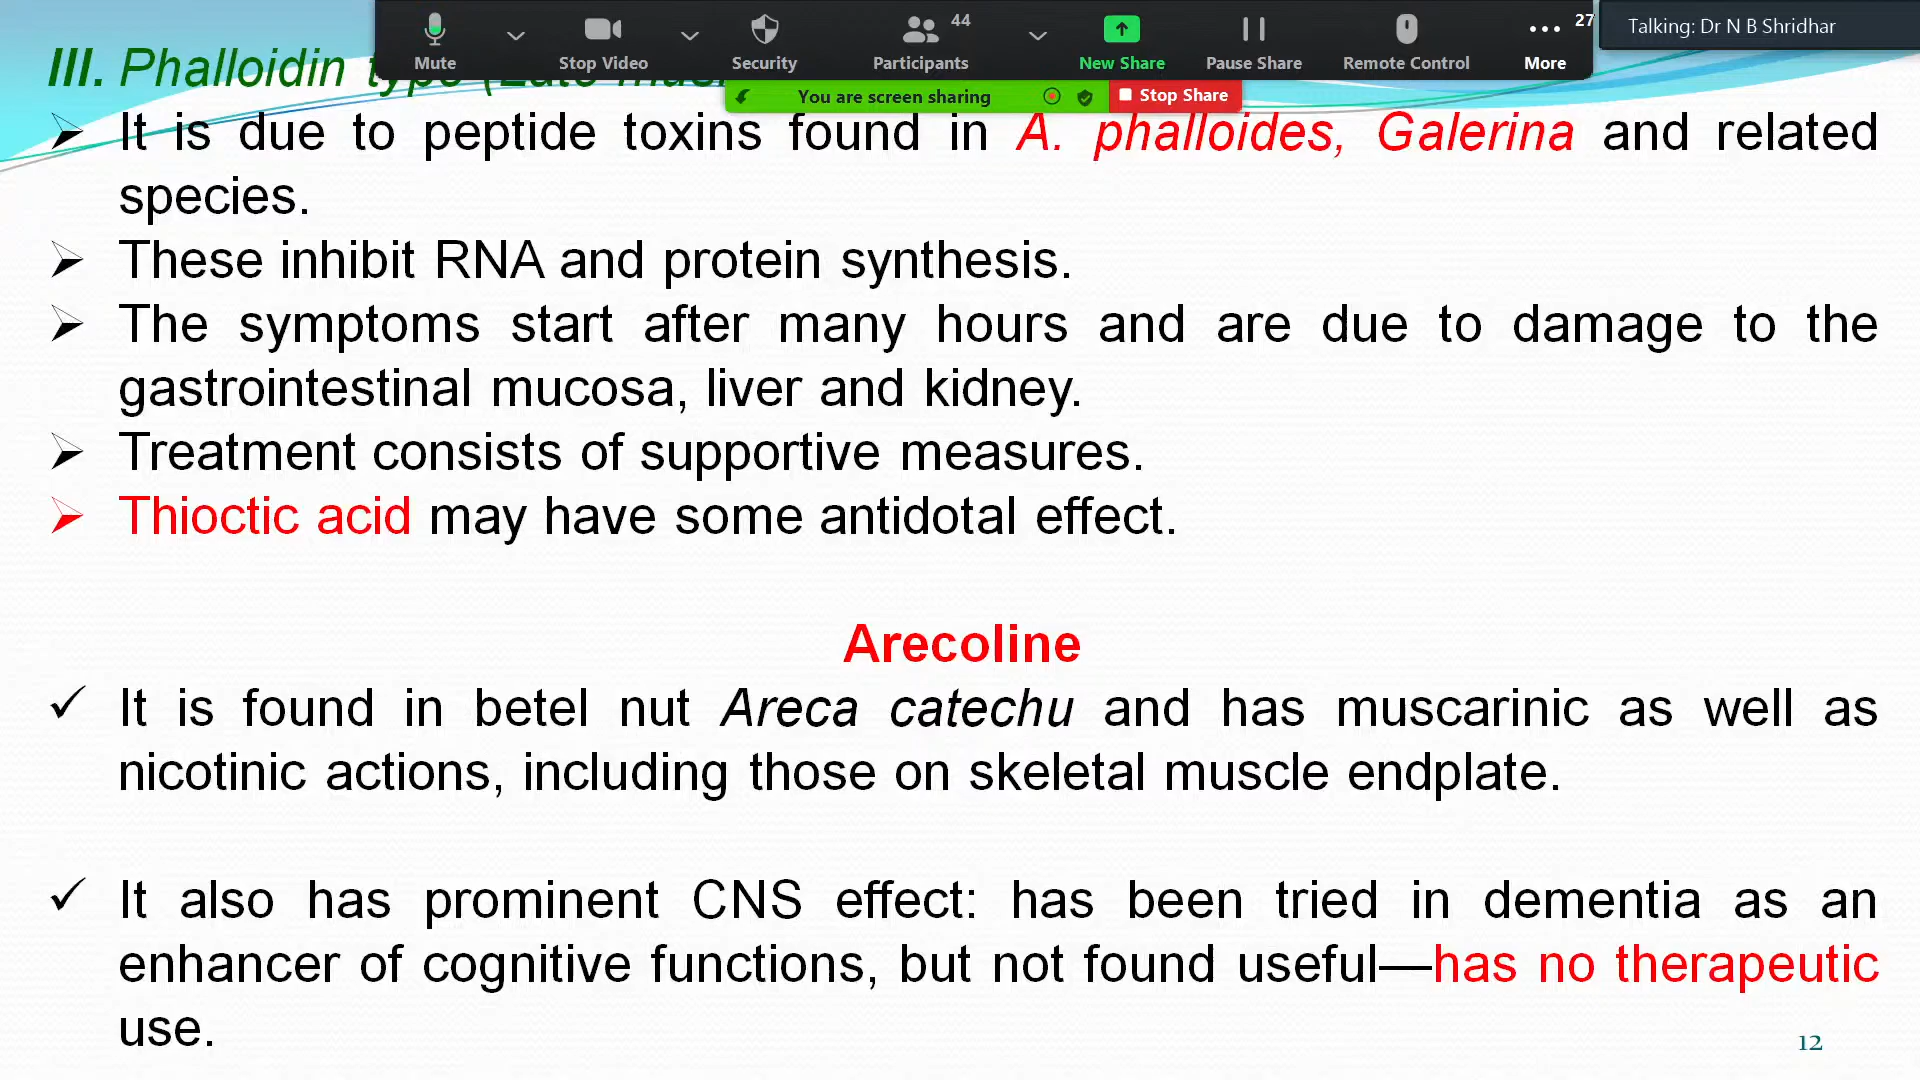 44
27
Talking: Dr N B Shridhar
Mute
Stop Video
Security
Participants
New Share
Pause Share
Remote Control
More
III. Phalloidin type (Late
You are screen sharing
Stop Share
It is due to peptide toxins found in A. phalloides, Galerina and related
species.
These inhibit RNA and protein synthesis.
The symptoms start after many hours and are due to damage to the
gastrointestinal mucosa, liver and kidney.
Treatment consists of supportive measures.
Thioctic acid may have some antidotal effect.
Arecoline
It is found in betel nut Areca catechu and has muscarinic as well as
nicotinic actions, including those on skeletal muscle endplate.
It also has prominent CNS effect: has been tried in dementia as an
enhancer of cognitive functions, but not found useful—has no therapeutic
use.
12